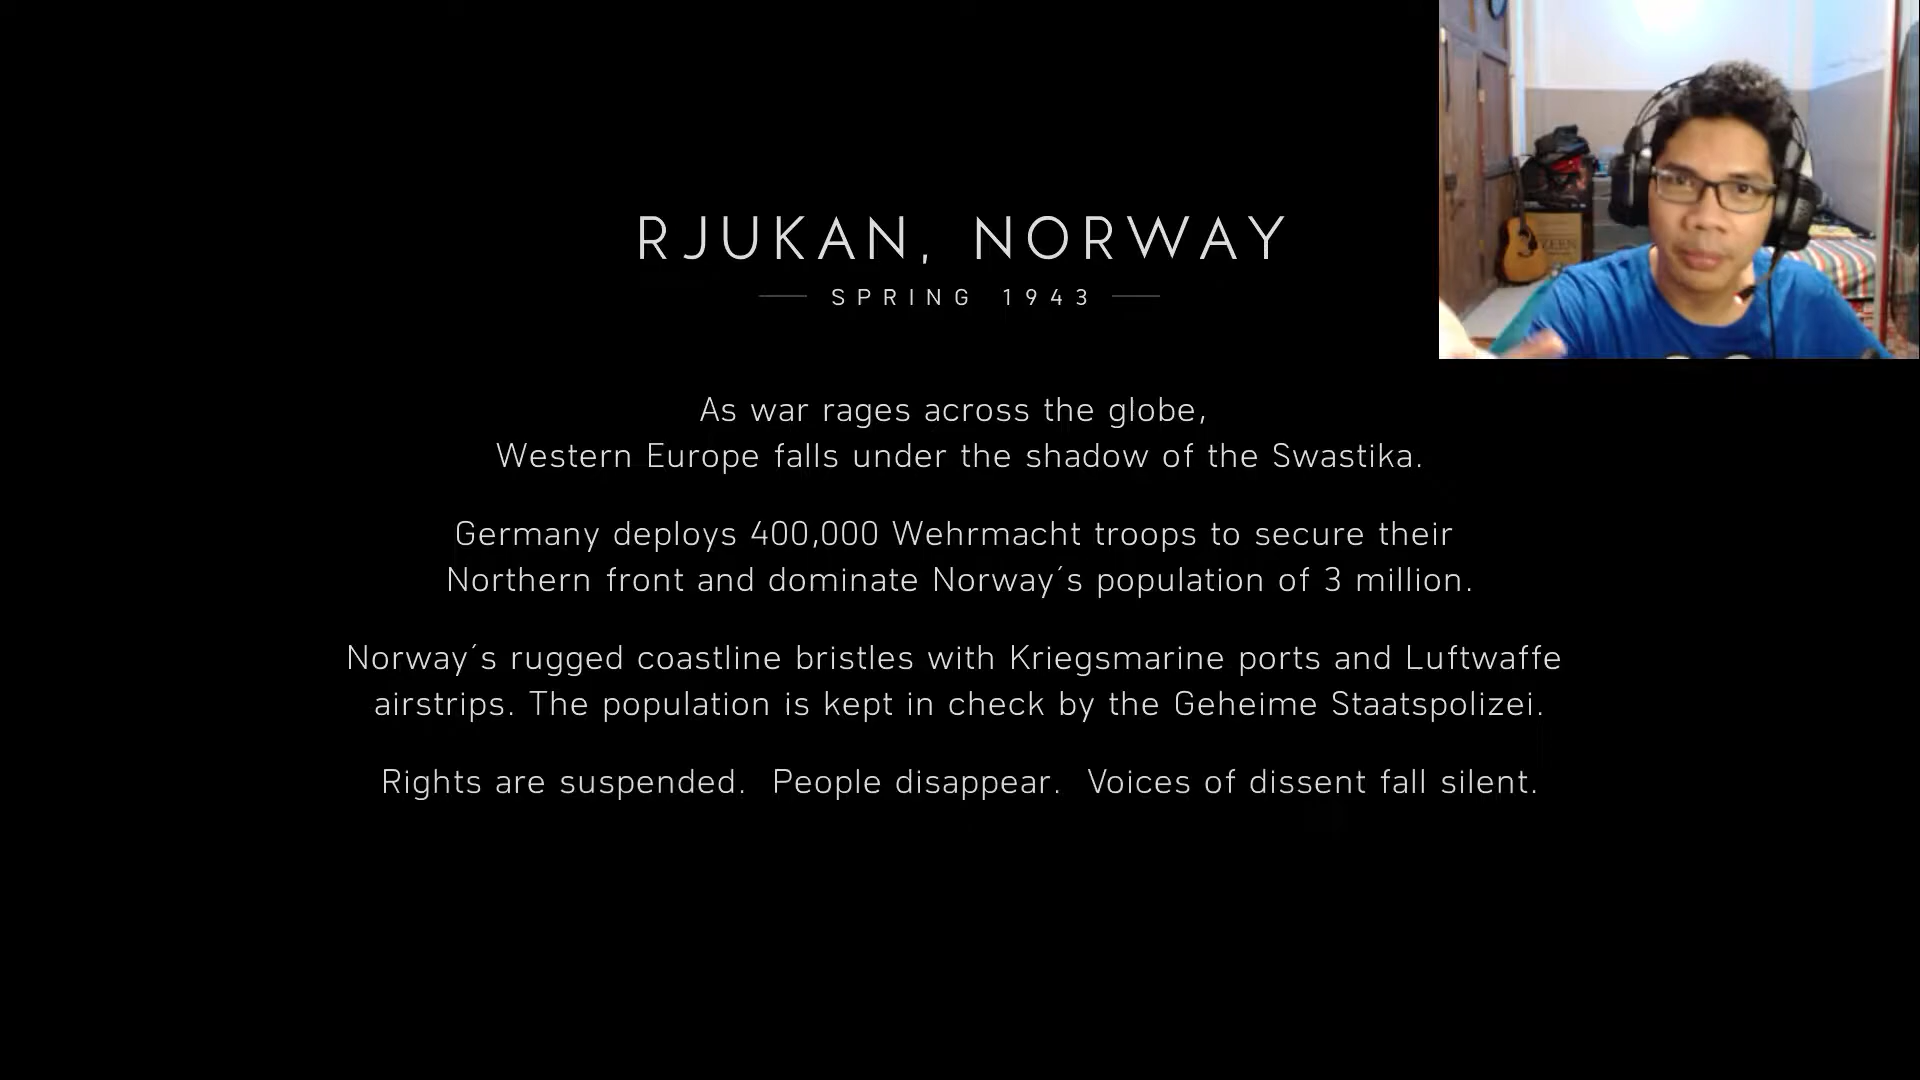 RJUKAN, NORWAY
SPRING 1943
As war rages across the globe,
Western Europe falls under the shadow of the Swastika.
Germany deploys 400,000 Wehrmacht troops to secure their
Northern front and dominate Norway´s population of 3 million.
Norway´s rugged coastline bristles with Kriegsmarine ports and Luftwaffe
airstrips. The population is kept in check by the Geheime Staatspolizei.
Rights are suspended. People disappear. Voices of dissent fall silent.